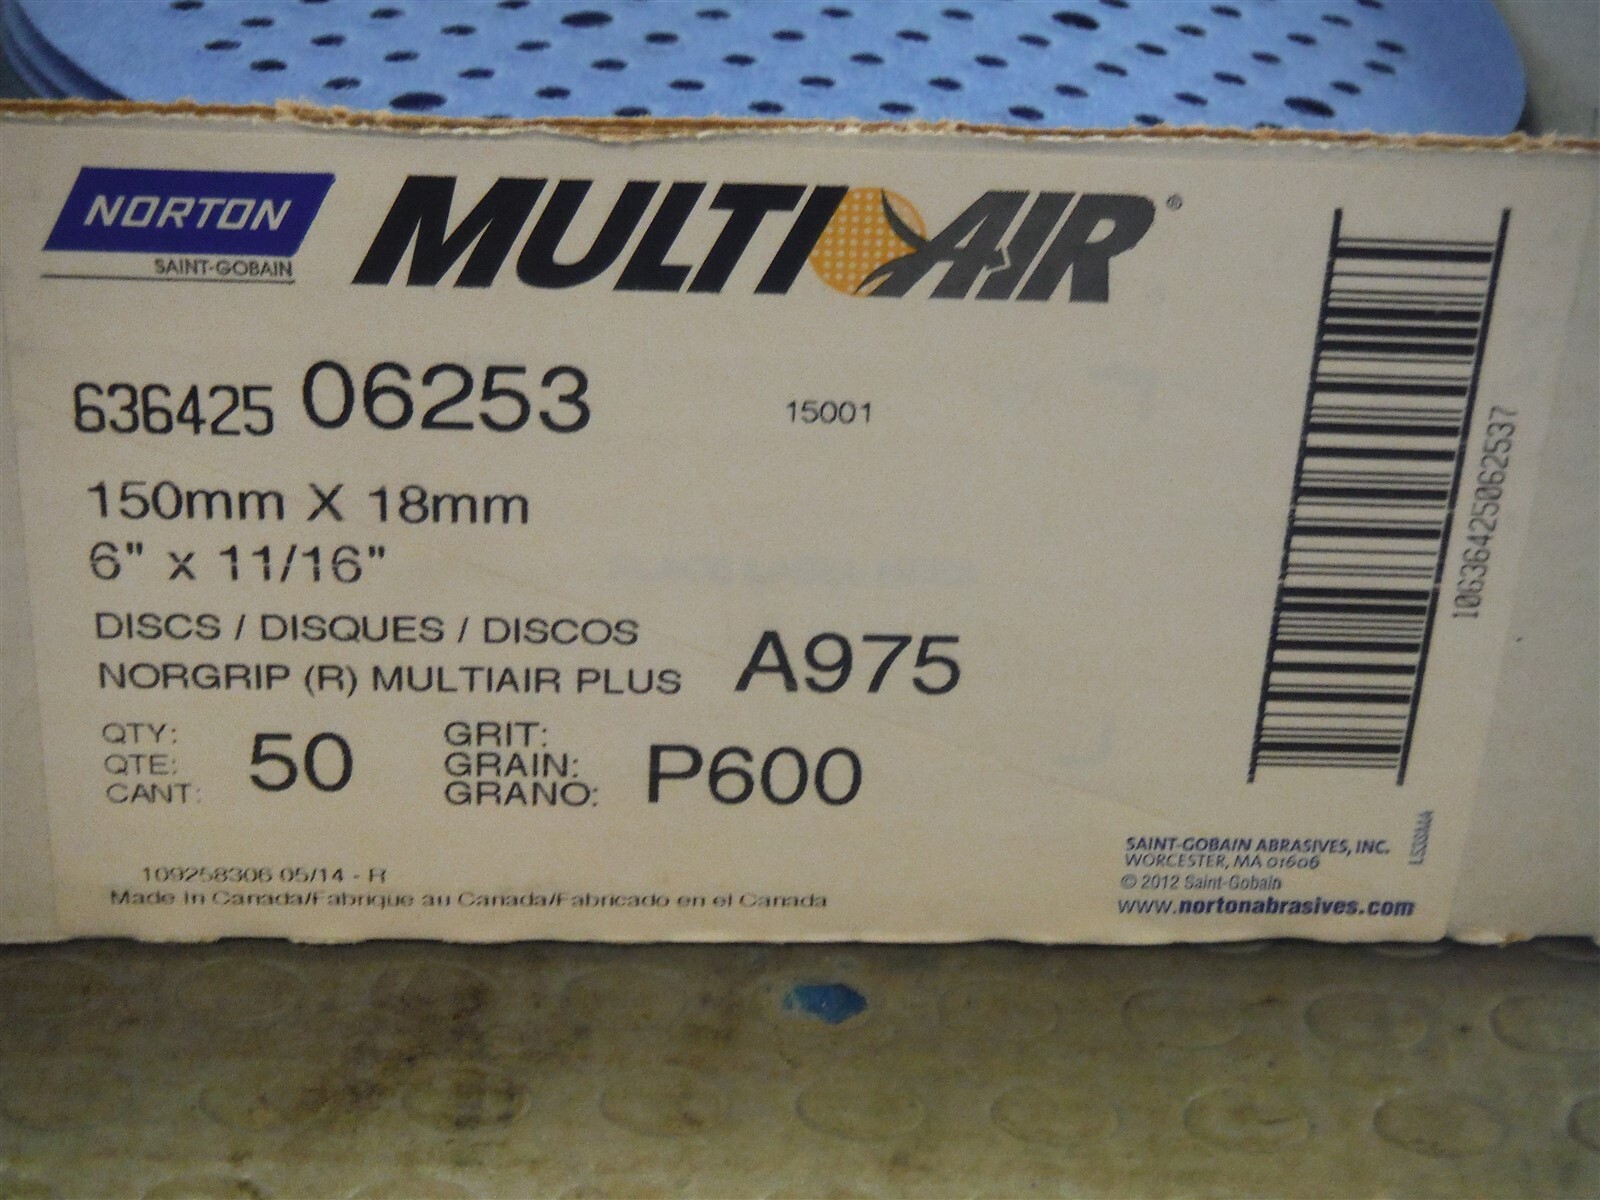 NORTON
SAINT-GOBAIN
MULTI AIR®
636425 06253
15001
150mm X 18mm
6" x 11/16"
DISCS / DISQUES / DISCOS
NORGRIP (R) MULTIAIR PLUS A975
QTY:
QTE:
CANT:
50
GRIT:
GRAIN:
GRANO:
P600
109258306 05/14 - R
Made In Canada/Fabrique au Canada/Fabricado en el Canada
10636425062537
SAINT-GOBAIN ABRASIVES, INC.
WORCESTER, MA 01606
© 2012 Saint-Gobain
www.nortonabrasives.com